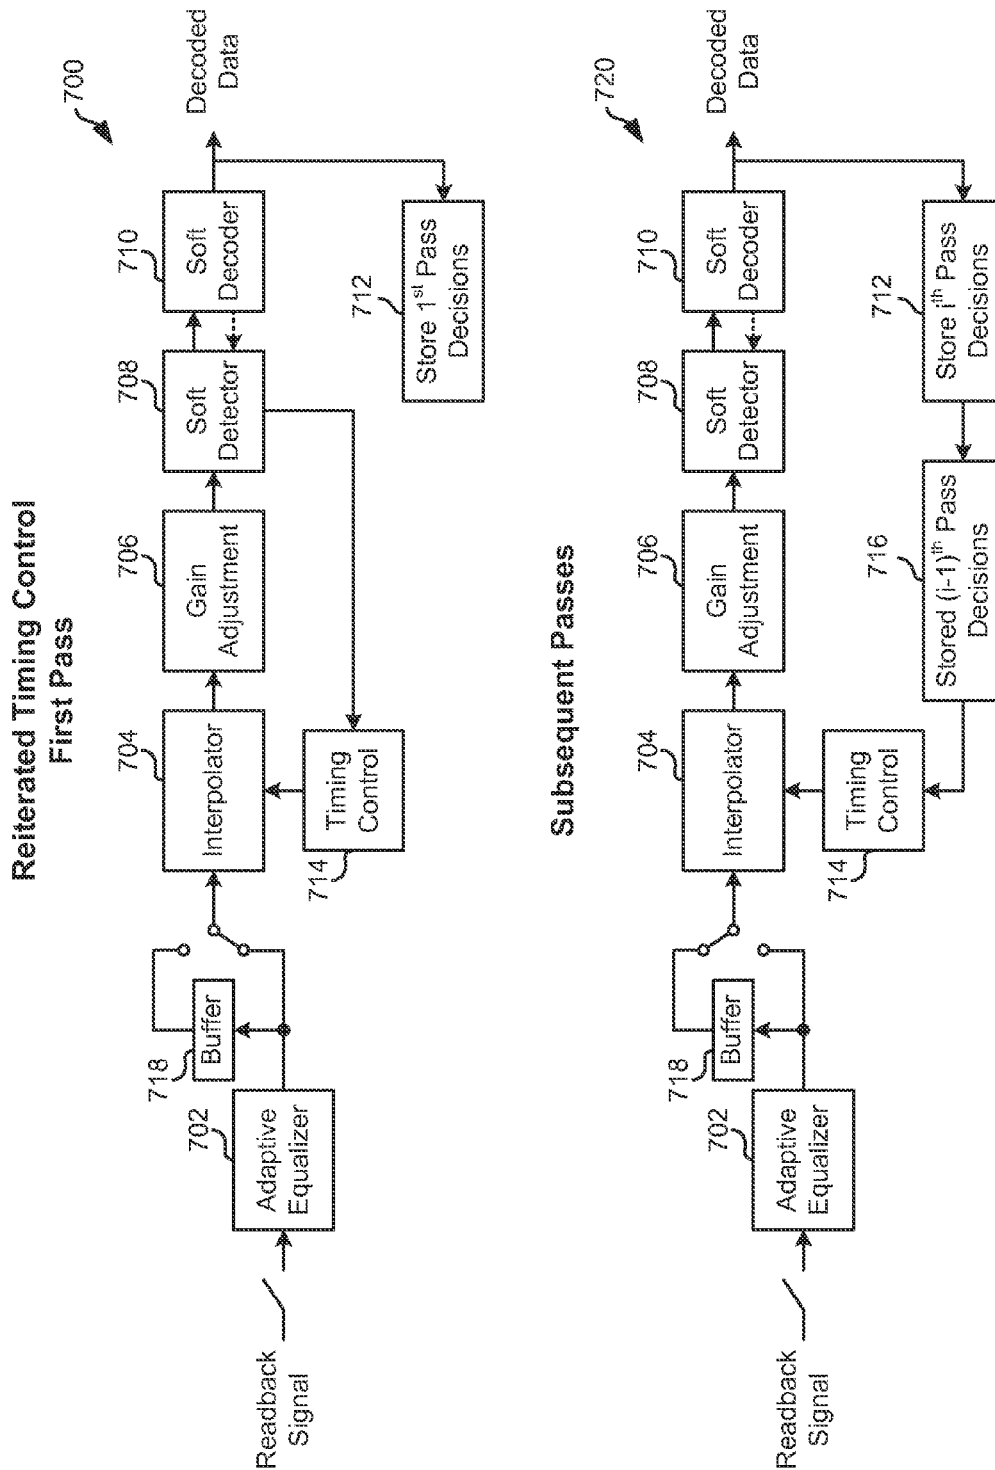 Reiterated Timing Control
First Pass
700
Readback
Signal
702
Adaptive
Equalizer
718
Buffer
704
Interpolator
714
Timing
Control
706
Gain
Adjustment
708
Soft
Detector
710
Soft
Decoder
712
Store 1st Pass
Decisions
Decoded
Data
Subsequent Passes
720
Readback
Signal
702
Adaptive
Equalizer
718
Buffer
704
Interpolator
714
Timing
Control
706
Gain
Adjustment
708
Soft
Detector
710
Soft
Decoder
716
Stored (i-1)th Pass
Decisions
712
Store ith Pass
Decisions
Decoded
Data